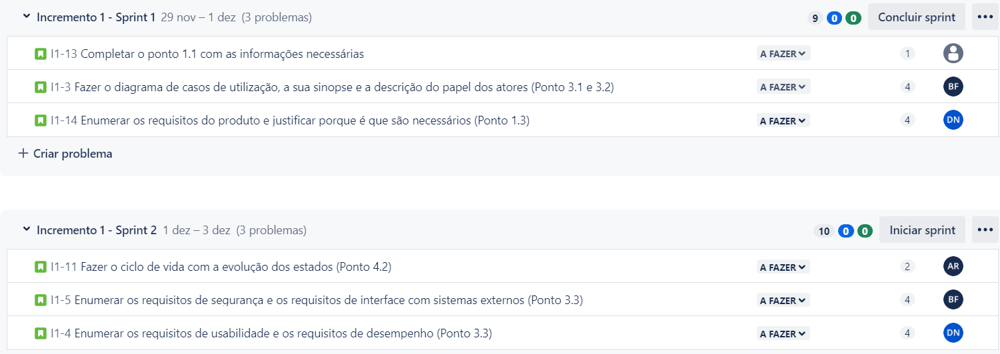 Incremento 1 - Sprint 1 29 nov – 1 dez (3 problemas) 9 0 0 Concluir sprint
I1-13 Completar o ponto 1.1 com as informações necessárias A FAZER 1
I1-3 Fazer o diagrama de casos de utilização, a sua sinopse e a descrição do papel dos atores (Ponto 3.1 e 3.2) A FAZER 4 BF
I1-14 Enumerar os requisitos do produto e justificar porque é que são necessários (Ponto 1.3) A FAZER 4 DN
+ Criar problema
Incremento 1 - Sprint 2 1 dez – 3 dez (3 problemas) 10 0 0 Iniciar sprint
I1-11 Fazer o ciclo de vida com a evolução dos estados (Ponto 4.2) A FAZER 2 AR
I1-5 Enumerar os requisitos de segurança e os requisitos de interface com sistemas externos (Ponto 3.3) A FAZER 4 BF
I1-4 Enumerar os requisitos de usabilidade e os requisitos de desempenho (Ponto 3.3) A FAZER 4 DN